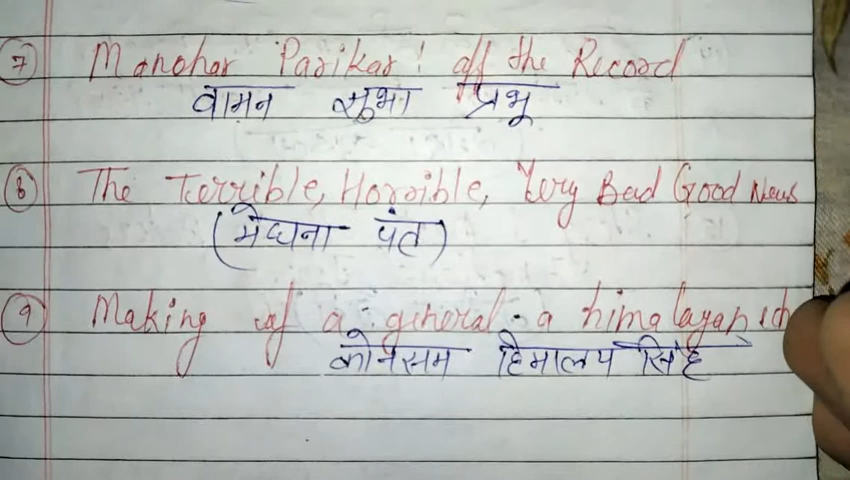 7 Manohar Parikar! off the Record
वामन शुभा प्रभू
8 The Terrible, Horrible, Very Bad Good News
(मेघना पंत)
9 Making of a general - a himalayan ech
कोनसम हिमालय सिंह